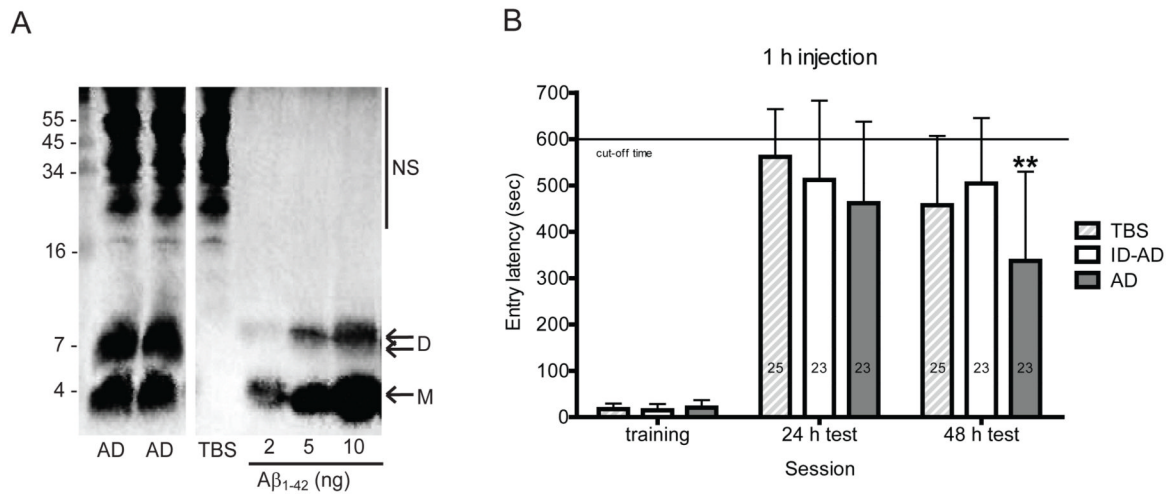 A
55 -
45 -
34 -
16 -
7 -
4 -
NS
D
M
AD AD TBS 2 5 10
Aβ1-42 (ng)
B
1 h injection
Entry latency (sec)
700
600
500
400
300
200
100
0
cut-off time
**
25 23 23 25 23 23
training 24 h test 48 h test
Session
TBS
ID-AD
AD